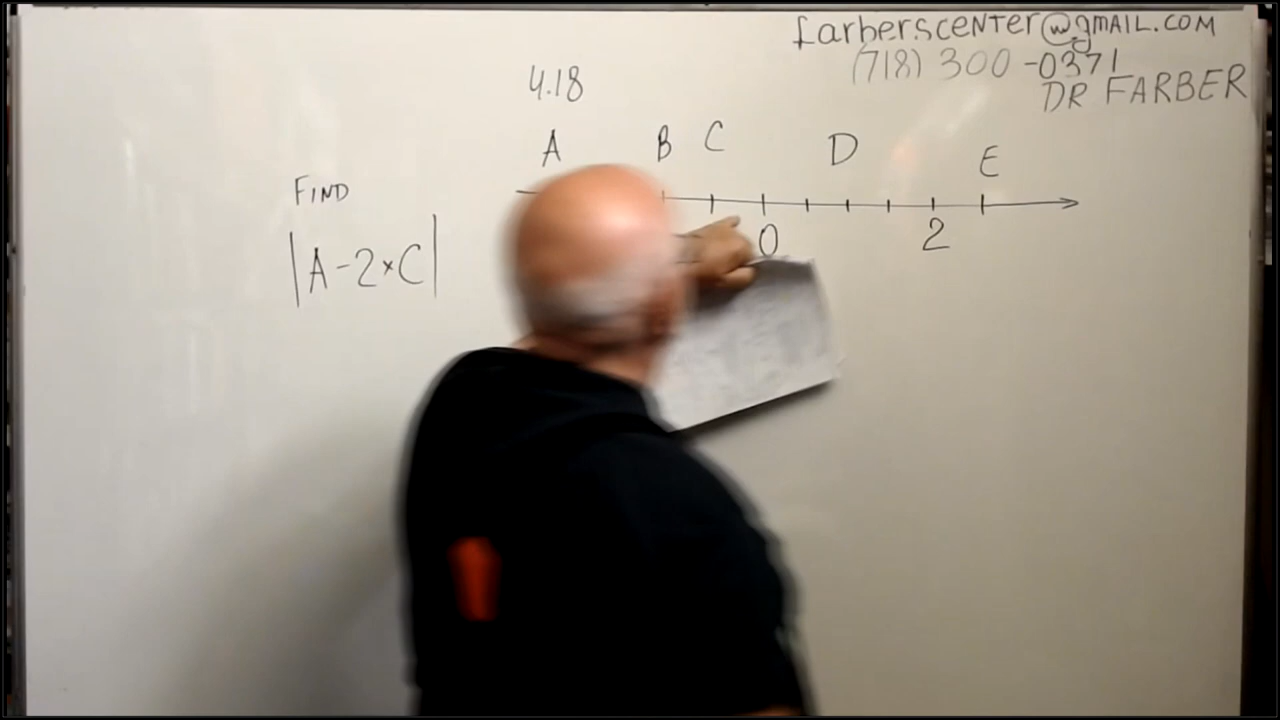 farberscenter@gmail.com
(718) 300-0371
DR FARBER
4.18
A B C D E
FIND
0 2
|A-2×C|